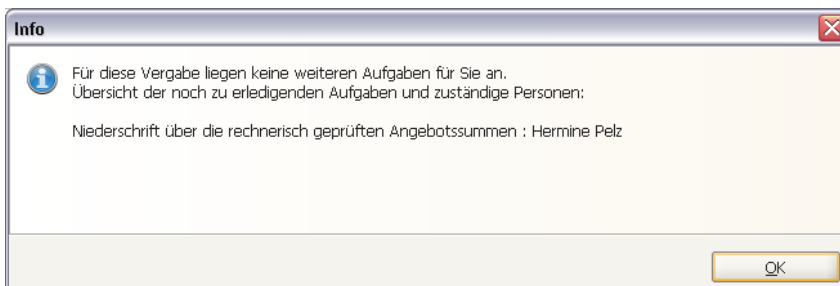 Info
Für diese Vergabe liegen keine weiteren Aufgaben für Sie an.
Übersicht der noch zu erledigenden Aufgaben und zuständige Personen:
Niederschrift über die rechnerisch geprüften Angebotssummen : Hermine Pelz
OK